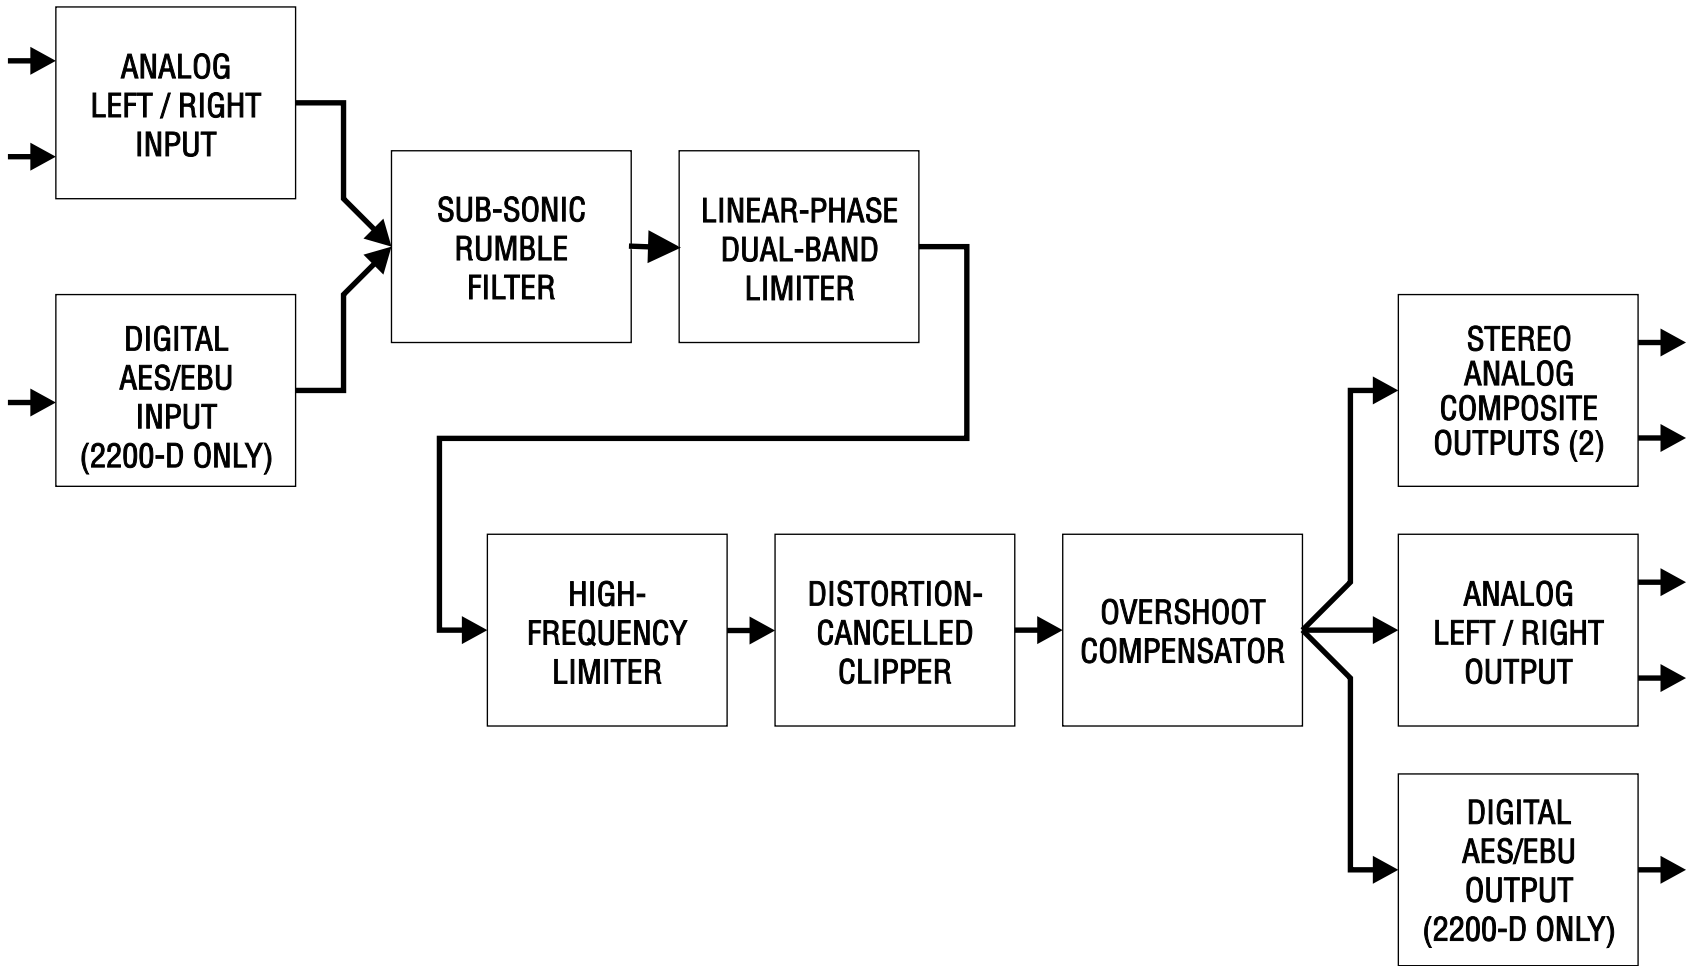 ANALOG
LEFT / RIGHT
INPUT
DIGITAL
AES/EBU
INPUT
(2200-D ONLY)
SUB-SONIC
RUMBLE
FILTER
LINEAR-PHASE
DUAL-BAND
LIMITER
HIGH-
FREQUENCY
LIMITER
DISTORTION-
CANCELLED
CLIPPER
OVERSHOOT
COMPENSATOR
STEREO
ANALOG
COMPOSITE
OUTPUTS (2)
ANALOG
LEFT / RIGHT
OUTPUT
DIGITAL
AES/EBU
OUTPUT
(2200-D ONLY)